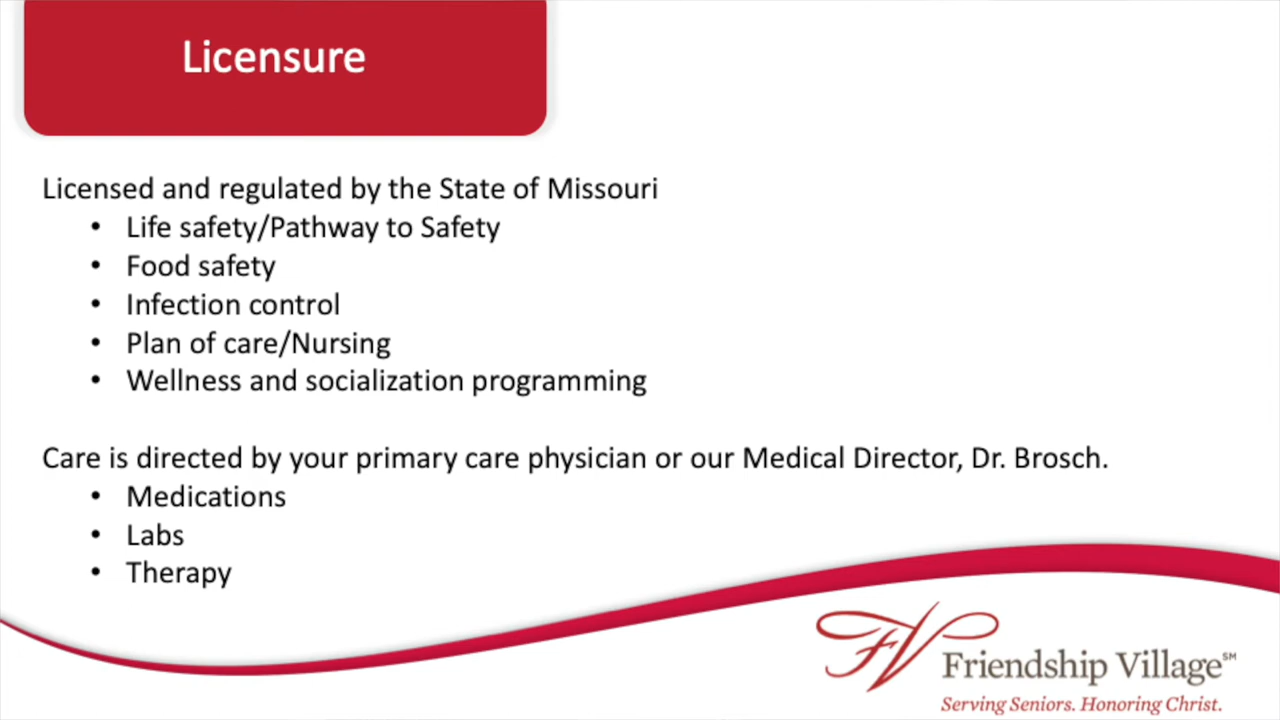 Licensure
Licensed and regulated by the State of Missouri
• Life safety/Pathway to Safety
• Food safety
• Infection control
• Plan of care/Nursing
• Wellness and socialization programming
Care is directed by your primary care physician or our Medical Director, Dr. Brosch.
• Medications
• Labs
• Therapy
FV
Friendship Village℠
Serving Seniors. Honoring Christ.